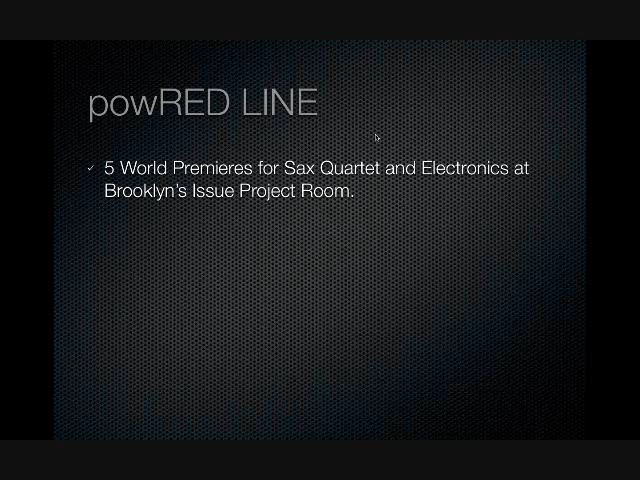 powRED LINE
5 World Premieres for Sax Quartet and Electronics at
Brooklyn's Issue Project Room.